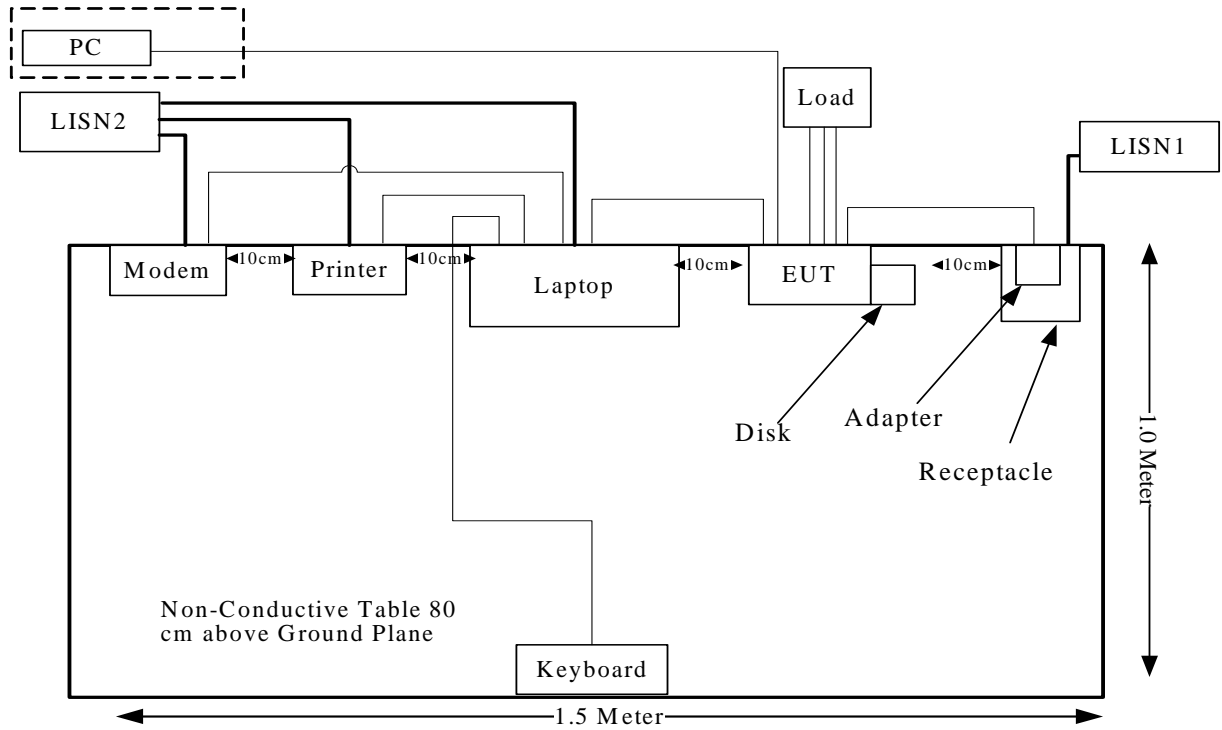 PC
LISN2
Load
LISN1
Modem
10cm
Printer
10cm
Laptop
10cm
EUT
10cm
Disk
Adapter
Receptacle
1.0 Meter
Non-Conductive Table 80
cm above Ground Plane
Keyboard
1.5 Meter